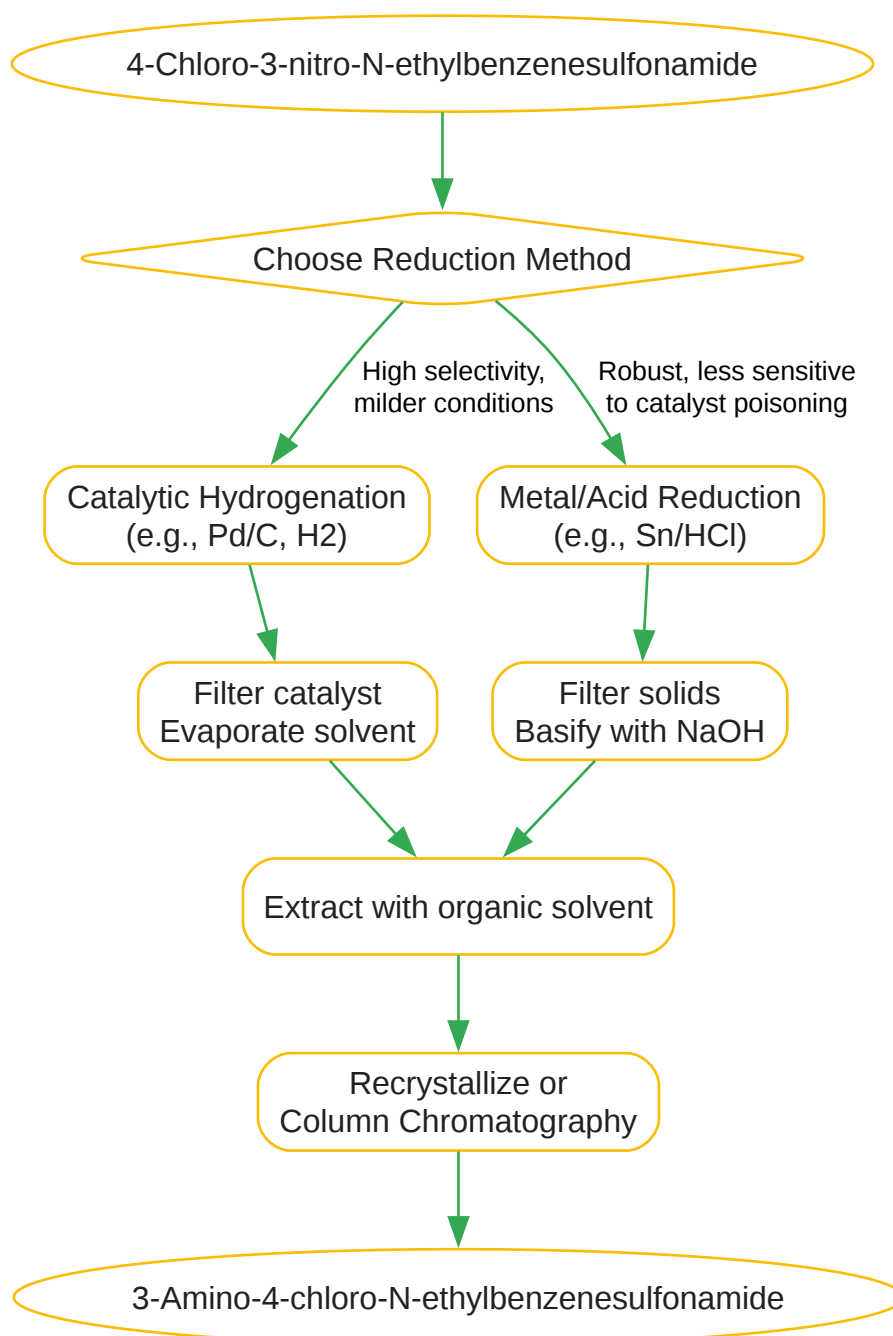 4-Chloro-3-nitro-N-ethylbenzenesulfonamide
Choose Reduction Method
High selectivity,
milder conditions
Robust, less sensitive
to catalyst poisoning
Catalytic Hydrogenation
(e.g., Pd/C, H2)
Metal/Acid Reduction
(e.g., Sn/HCl)
Filter catalyst
Evaporate solvent
Filter solids
Basify with NaOH
Extract with organic solvent
Recrystallize or
Column Chromatography
3-Amino-4-chloro-N-ethylbenzenesulfonamide